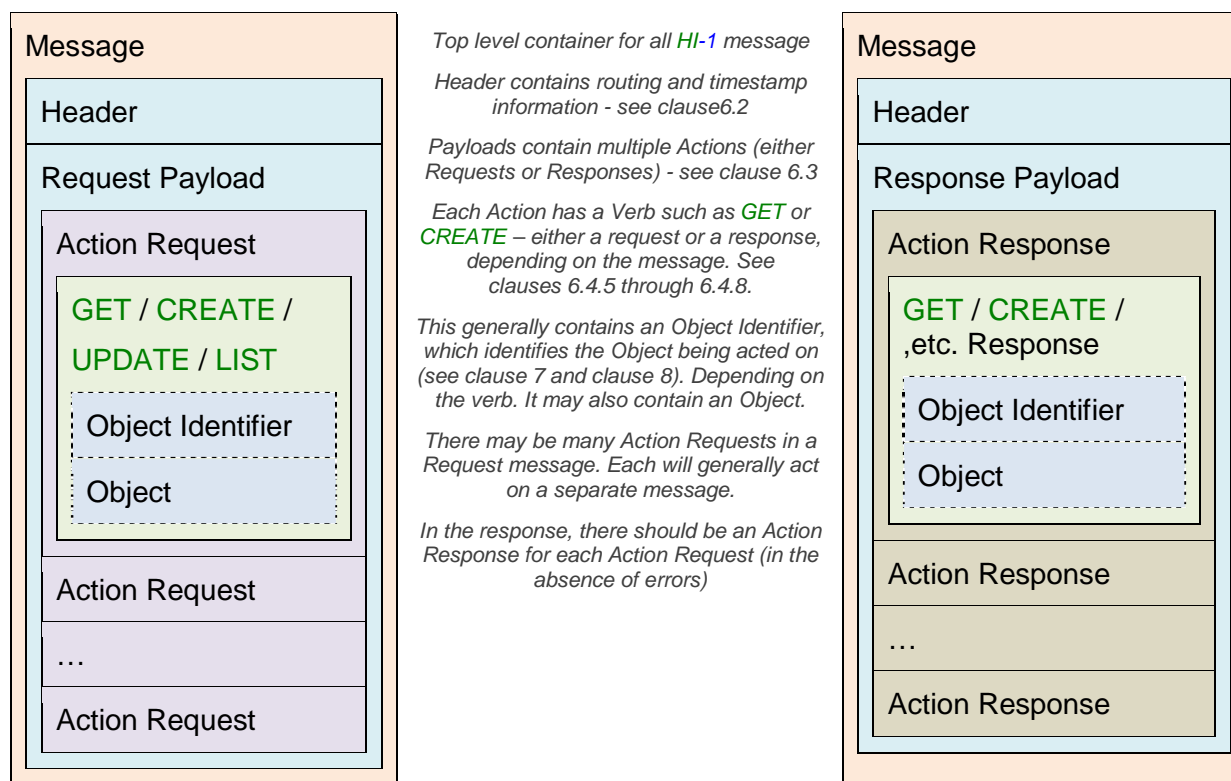 Message
Header
Request Payload
Action Request
GET / CREATE /
UPDATE / LIST
Object Identifier
Object
Action Request
…
Action Request
Top level container for all HI-1 message
Header contains routing and timestamp
information - see clause6.2
Payloads contain multiple Actions (either
Requests or Responses) - see clause 6.3
Each Action has a Verb such as GET or
CREATE – either a request or a response,
depending on the message. See
clauses 6.4.5 through 6.4.8.
This generally contains an Object Identifier,
which identifies the Object being acted on
(see clause 7 and clause 8). Depending on
the verb. It may also contain an Object.
There may be many Action Requests in a
Request message. Each will generally act
on a separate message.
In the response, there should be an Action
Response for each Action Request (in the
absence of errors)
Message
Header
Response Payload
Action Response
GET / CREATE /
,etc. Response
Object Identifier
Object
Action Response
…
Action Response